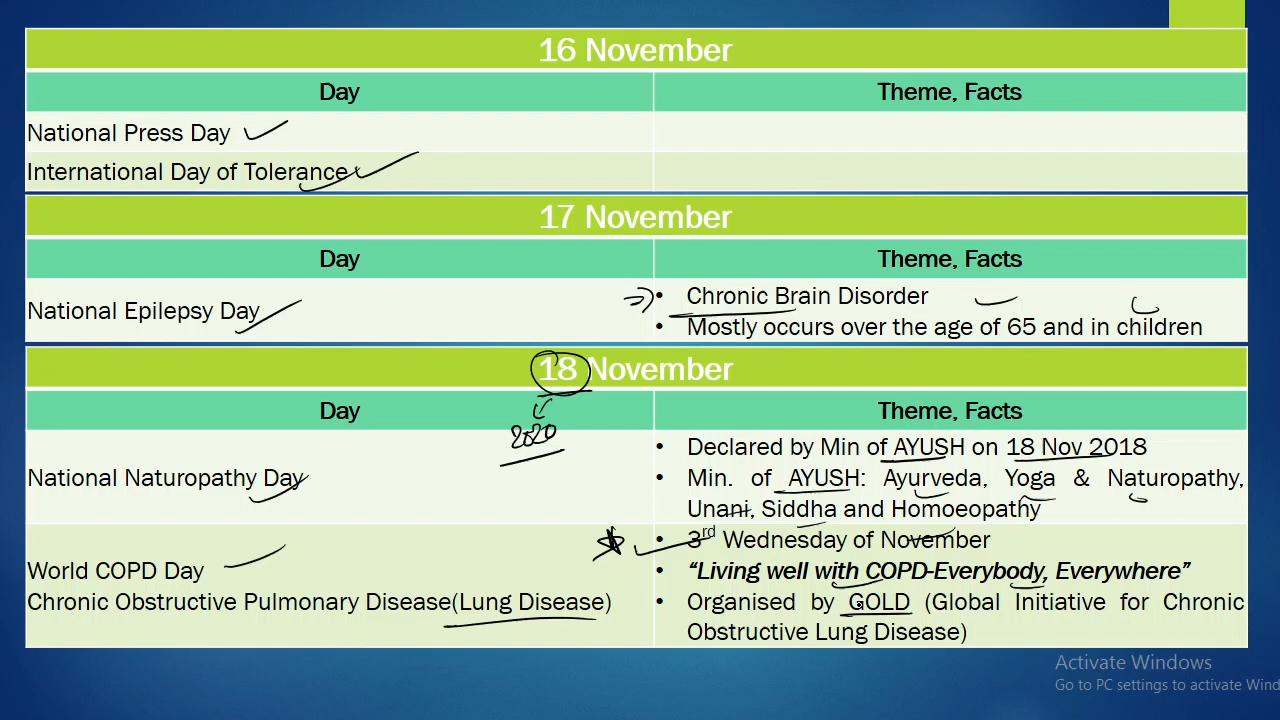 16 November
Day Theme, Facts
National Press Day
International Day of Tolerance
17 November
Day Theme, Facts
National Epilepsy Day
• Chronic Brain Disorder
• Mostly occurs over the age of 65 and in children
18 November
2020
Day Theme, Facts
National Naturopathy Day
• Declared by Min of AYUSH on 18 Nov 2018
• Min. of AYUSH: Ayurveda, Yoga & Naturopathy,
Unani, Siddha and Homoeopathy
World COPD Day
Chronic Obstructive Pulmonary Disease(Lung Disease)
• 3rd Wednesday of November
• "Living well with COPD-Everybody, Everywhere"
• Organised by GOLD (Global Initiative for Chronic
Obstructive Lung Disease)
Activate Windows
Go to PC settings to activate Wind